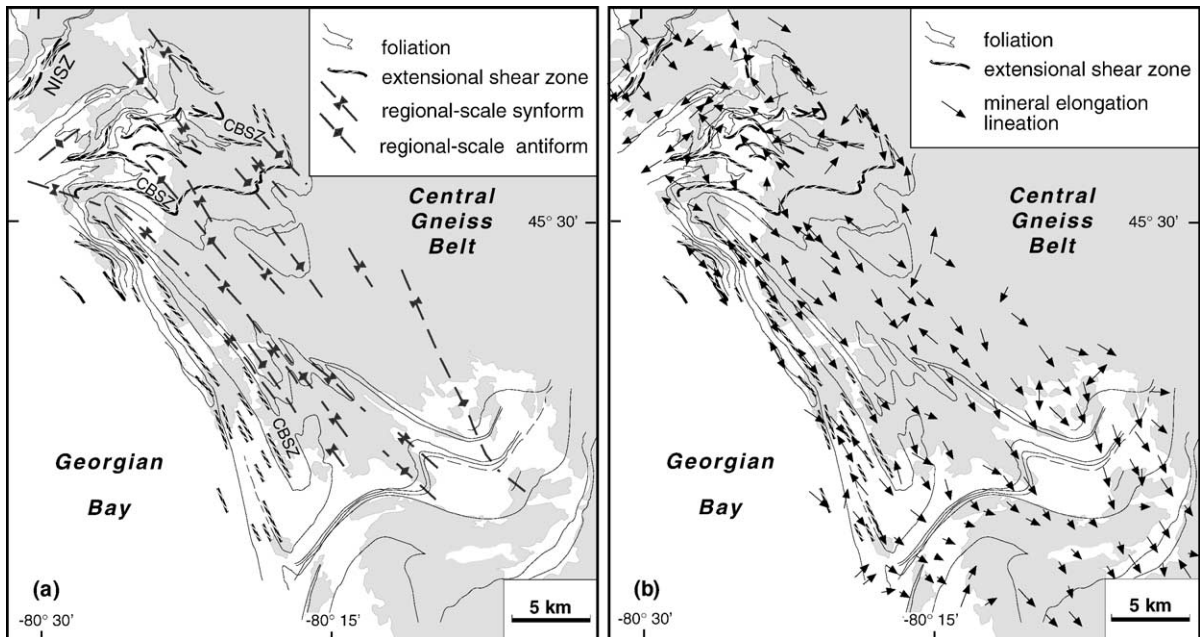 foliation
extensional shear zone
regional-scale synform
regional-scale antiform
NISZ
CBSZ
CBSZ
CBSZ
Central
Gneiss
Belt
45° 30'
Georgian
Bay
(a)
5 km
-80° 30'
-80° 15'
foliation
extensional shear zone
mineral elongation
lineation
Central
Gneiss
Belt
45° 30'
Georgian
Bay
(b)
5 km
-80° 30'
-80° 15'